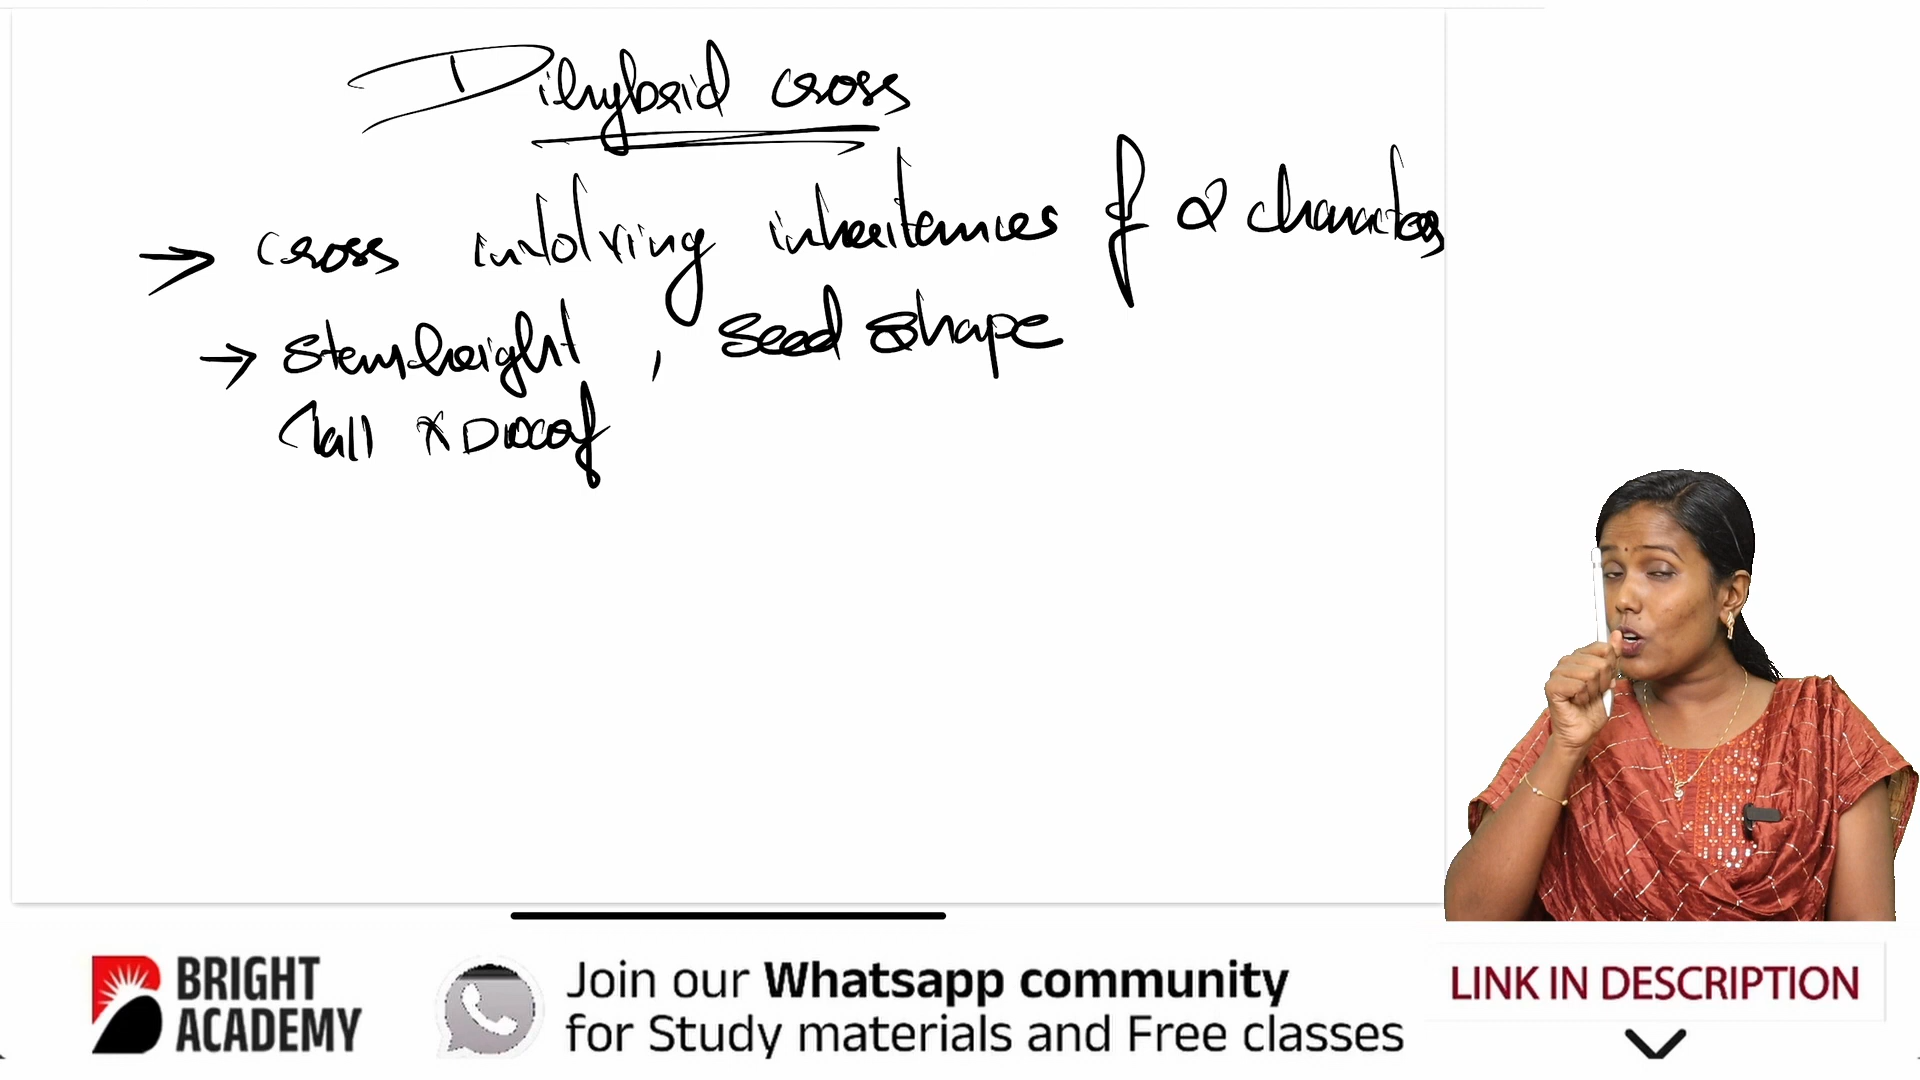 Dihybrid cross
→ cross involving inheritances of 2 characters
→ stem height , seed shape
Tall × Dwarf
BRIGHT
ACADEMY
Join our Whatsapp community
for Study materials and Free classes
LINK IN DESCRIPTION